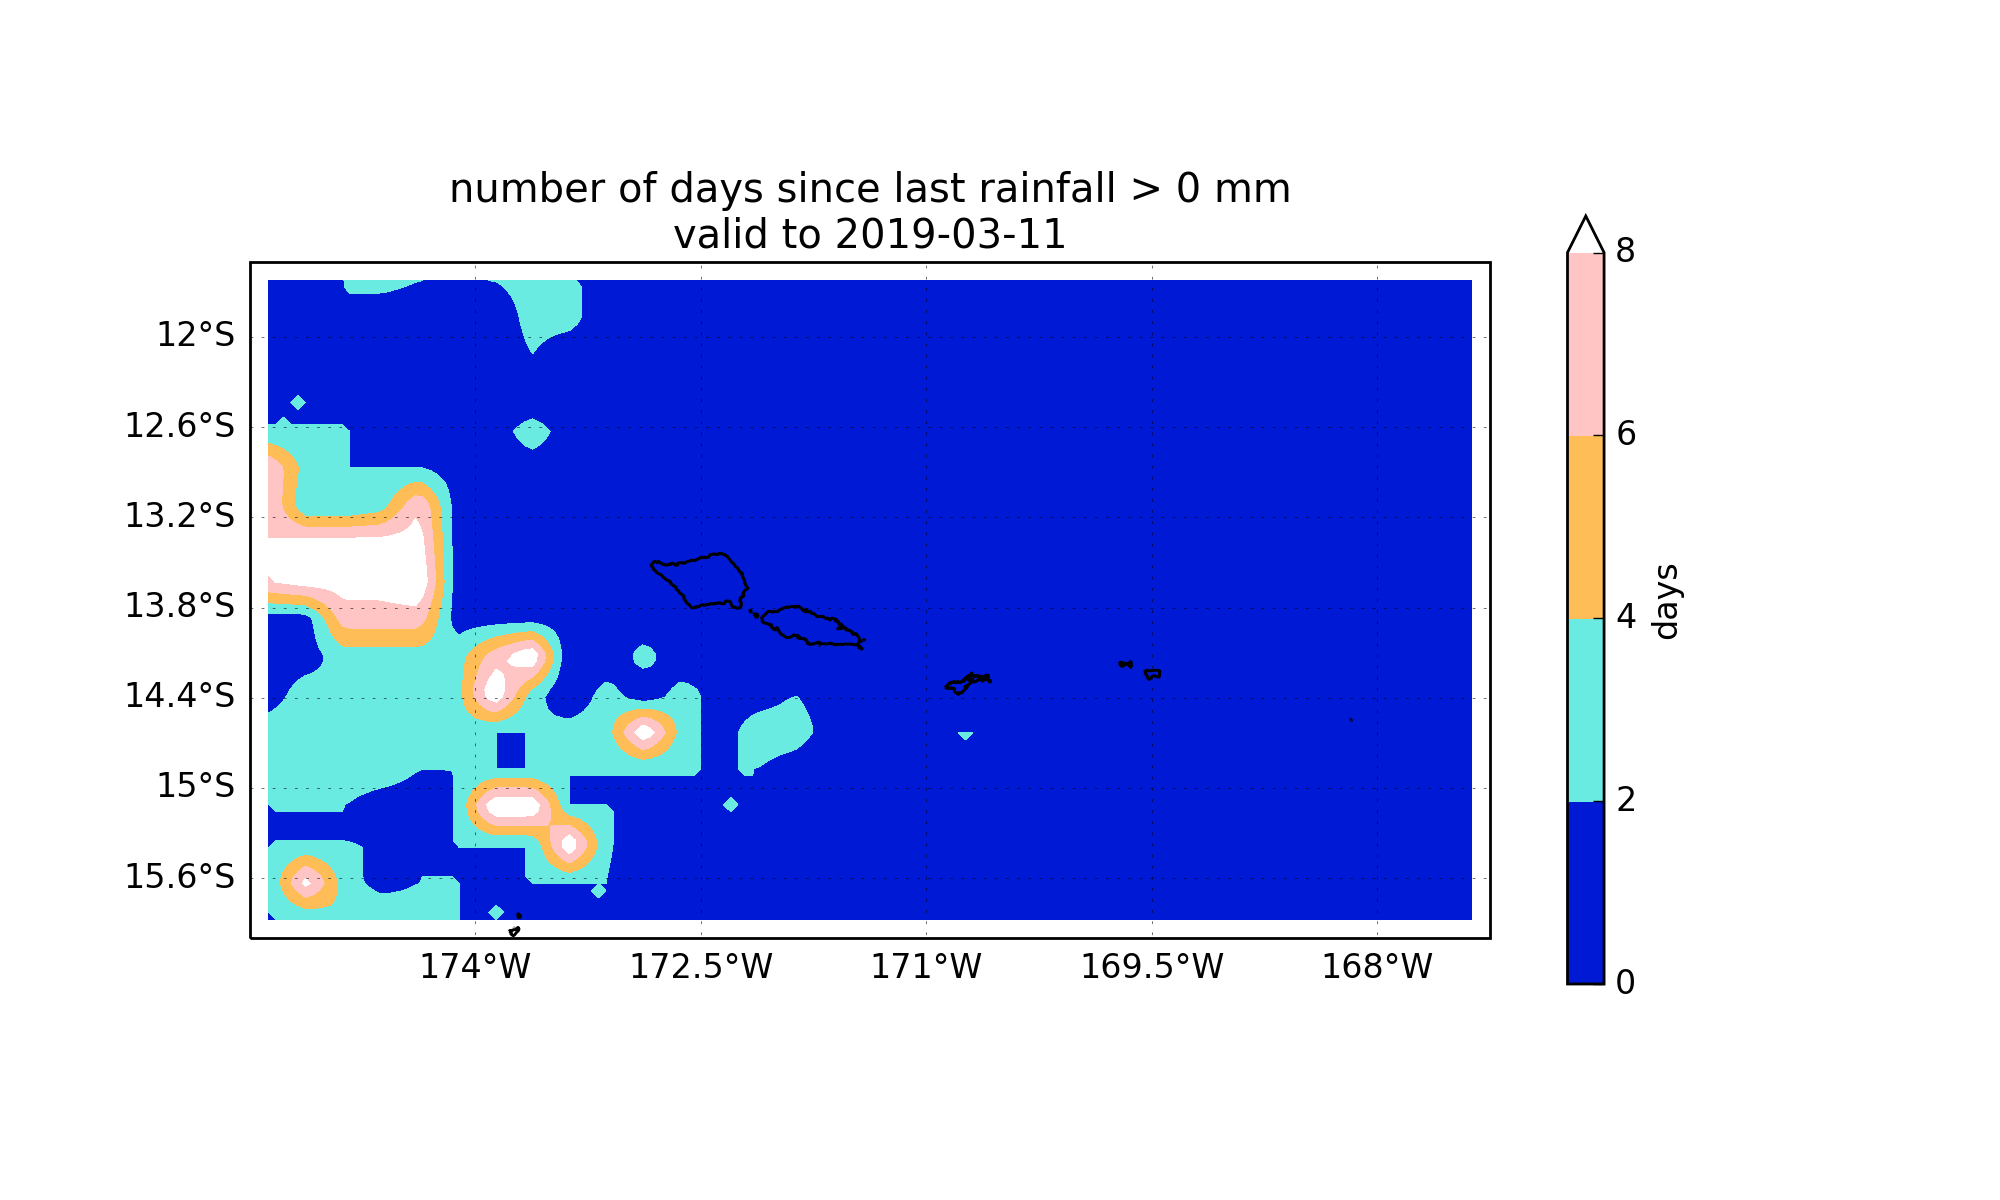 number of days since last rainfall > 0 mm
valid to 2019-03-11
12°S
12.6°S
13.2°S
13.8°S
14.4°S
15°S
15.6°S
174°W 172.5°W 171°W 169.5°W 168°W
8
6
4
2
0
days